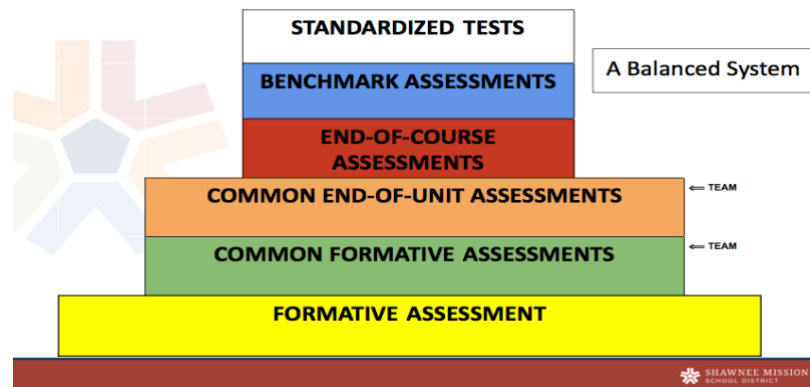 STANDARDIZED TESTS
A Balanced System
BENCHMARK ASSESSMENTS
END-OF-COURSE
ASSESSMENTS
COMMON END-OF-UNIT ASSESSMENTS
⇐ TEAM
COMMON FORMATIVE ASSESSMENTS
⇐ TEAM
FORMATIVE ASSESSMENT
SHAWNEE MISSION
SCHOOL DISTRICT